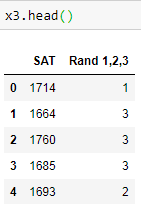 x3.head()
SAT Rand 1,2,3
0 1714 1
1 1664 3
2 1760 3
3 1685 3
4 1693 2